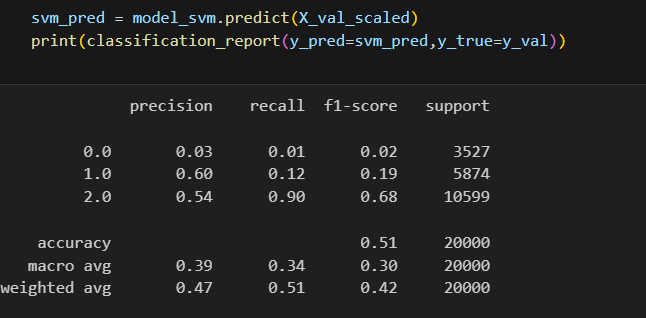 svm_pred = model_svm.predict(X_val_scaled)
print(classification_report(y_pred=svm_pred,y_true=y_val))
precision recall f1-score support
0.0 0.03 0.01 0.02 3527
1.0 0.60 0.12 0.19 5874
2.0 0.54 0.90 0.68 10599
accuracy 0.51 20000
macro avg 0.39 0.34 0.30 20000
weighted avg 0.47 0.51 0.42 20000